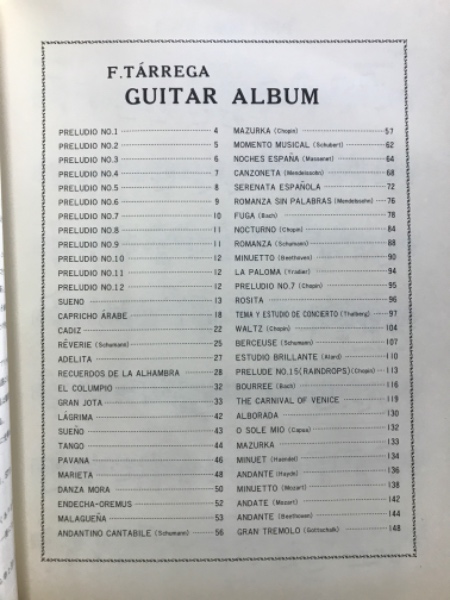 F.TÁRREGA
GUITAR ALBUM
PRELUDIO NO.1 4
PRELUDIO NO.2 5
PRELUDIO NO.3 6
PRELUDIO NO.4 7
PRELUDIO NO.5 8
PRELUDIO NO.6 9
PRELUDIO NO.7 10
PRELUDIO NO.8 11
PRELUDIO NO.9 11
PRELUDIO NO.10 12
PRELUDIO NO.11 12
PRELUDIO NO.12 12
SUENO 13
CAPRICHO ÁRABE 18
CADIZ 22
RÊVERIE (Schumann) 25
ADELITA 27
RECUERDOS DE LA ALHAMBRA 28
EL COLUMPIO 32
GRAN JOTA 33
LÁGRIMA 42
SUEÑO 43
TANGO 44
PAVANA 46
MARIETA 48
DANZA MORA 50
ENDECHA-OREMUS 52
MALAGUEÑA 53
ANDANTINO CANTABILE (Schumann) 56
MAZURKA (Chopin) 57
MOMENTO MUSICAL (Schubert) 62
NOCHES ESPAÑA (Massenet) 64
CANZONETA (Mendelssohn) 68
SERENATA ESPAÑOLA 72
ROMANZA SIN PALABRAS (Mendelssohn) 76
FUGA (Bach) 78
NOCTURNO (Chopin) 84
ROMANZA (Schumann) 88
MINUETTO (Beethoven) 90
LA PALOMA (Yradier) 94
PRELUDIO NO.7 (Chopin) 95
ROSITA 96
TEMA Y ESTUDIO DE CONCIERTO (Thalberg) 97
WALTZ (Chopin) 104
BERCEUSE (Schumann) 107
ESTUDIO BRILLANTE (Alard) 110
PRELUDE NO.15(RAINDROPS)(Chopin) 113
BOURREE (Bach) 116
THE CARNIVAL OF VENICE 119
ALBORADA 130
O SOLE MIO (Capua) 132
MAZURKA 133
MINUET (Haendel) 134
ANDANTE (Haydn) 136
MINUETTO (Mozart) 138
ANDATE (Mozart) 142
ANDANTE (Beethoven) 144
GRAN TREMOLO (Gottschalk) 148